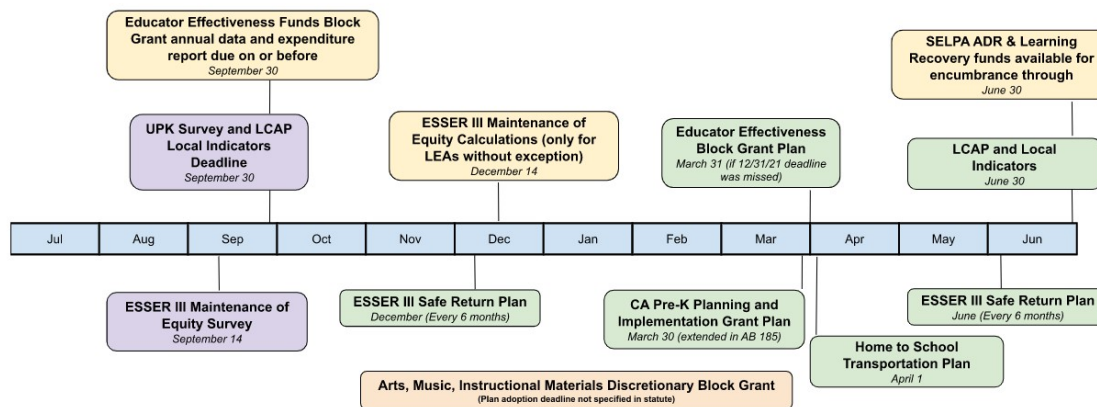 Educator Effectiveness Funds Block
Grant annual data and expenditure
report due on or before
September 30
SELPA ADR & Learning
Recovery funds available for
encumbrance through
June 30
UPK Survey and LCAP
Local Indicators
Deadline
September 30
ESSER III Maintenance of
Equity Calculations (only for
LEAs without exception)
December 14
Educator Effectiveness
Block Grant Plan
March 31 (if 12/31/21 deadline
was missed)
LCAP and Local
Indicators
June 30
Jul Aug Sep Oct Nov Dec Jan Feb Mar Apr May Jun
ESSER III Maintenance of
Equity Survey
September 14
ESSER III Safe Return Plan
December (Every 6 months)
CA Pre-K Planning and
Implementation Grant Plan
March 30 (extended in AB 185)
ESSER III Safe Return Plan
June (Every 6 months)
Home to School
Transportation Plan
April 1
Arts, Music, Instructional Materials Discretionary Block Grant
(Plan adoption deadline not specified in statute)